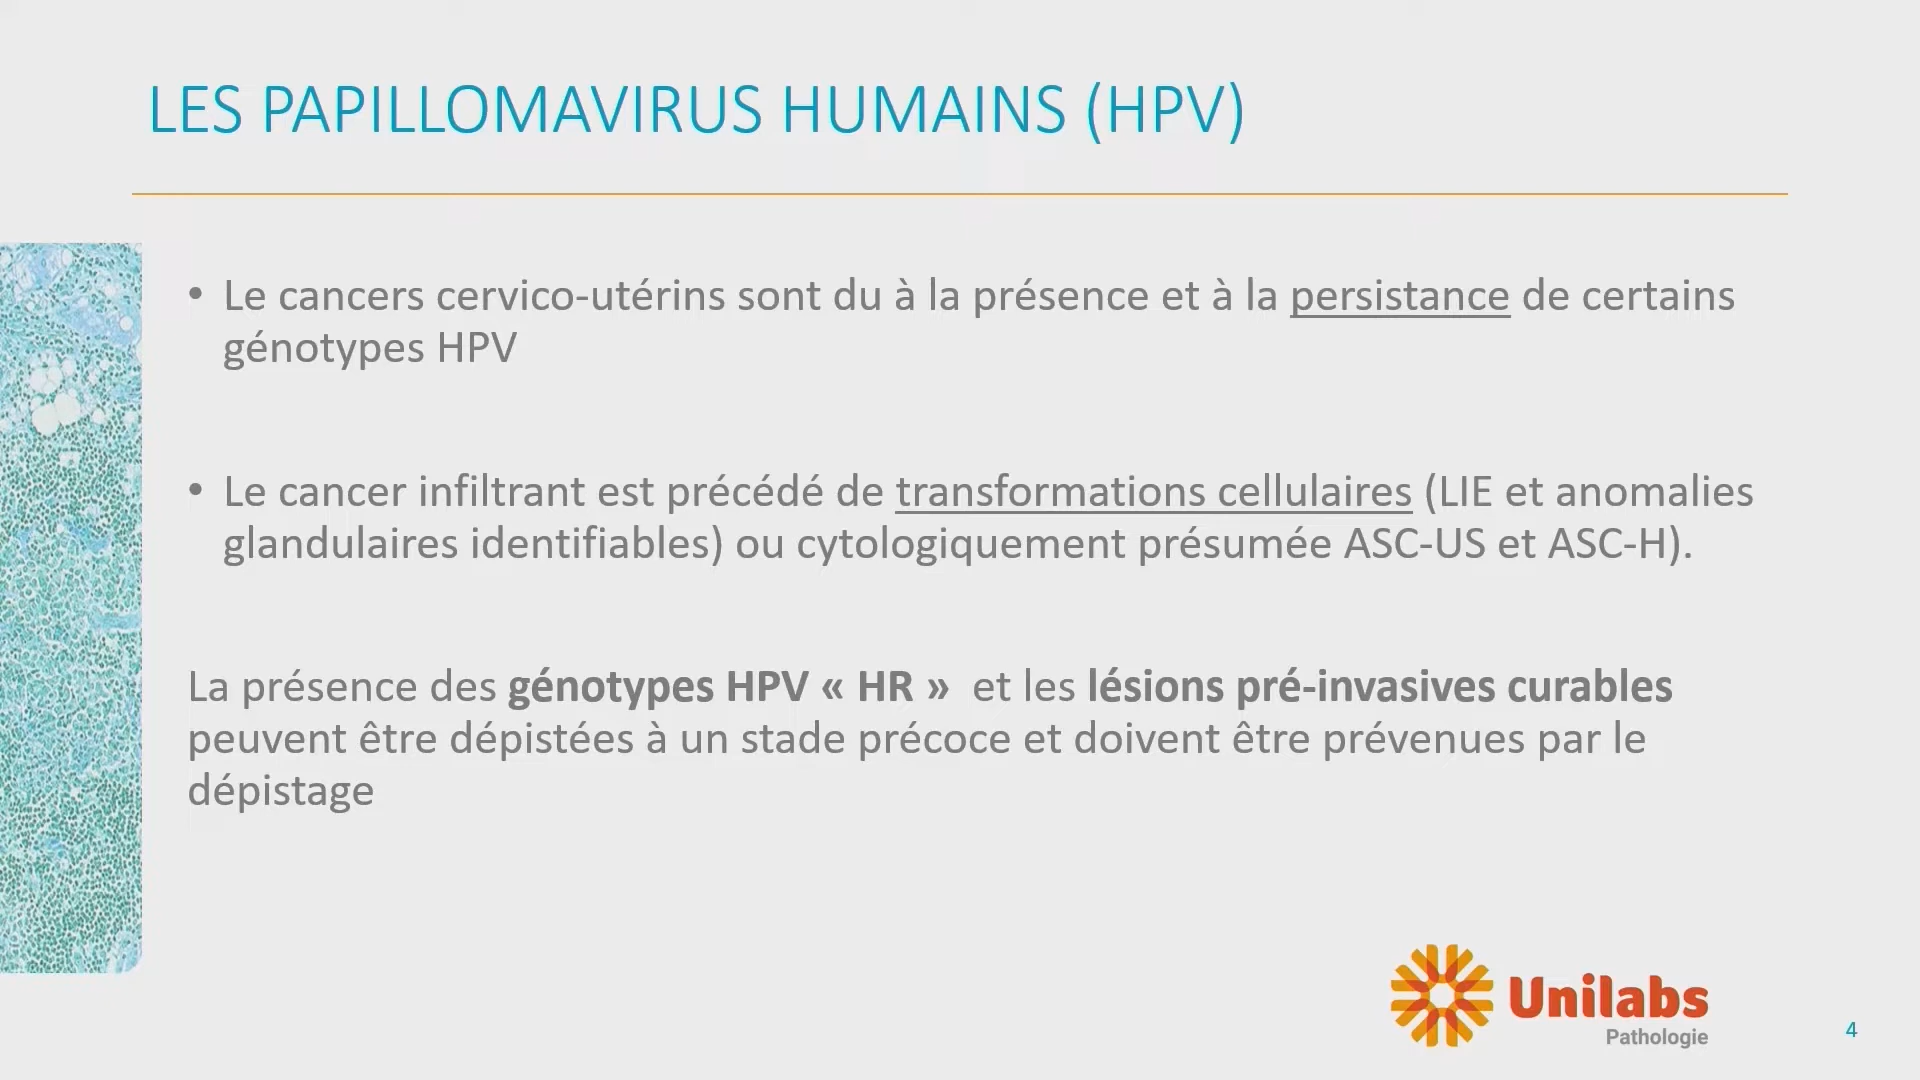 LES PAPILLOMAVIRUS HUMAINS (HPV)
• Le cancers cervico-utérins sont du à la présence et à la persistance de certains
génotypes HPV
• Le cancer infiltrant est précédé de transformations cellulaires (LIE et anomalies
glandulaires identifiables) ou cytologiquement présumée ASC-US et ASC-H).
La présence des génotypes HPV « HR » et les lésions pré-invasives curables
peuvent être dépistées à un stade précoce et doivent être prévenues par le
dépistage
Unilabs
Pathologie
4